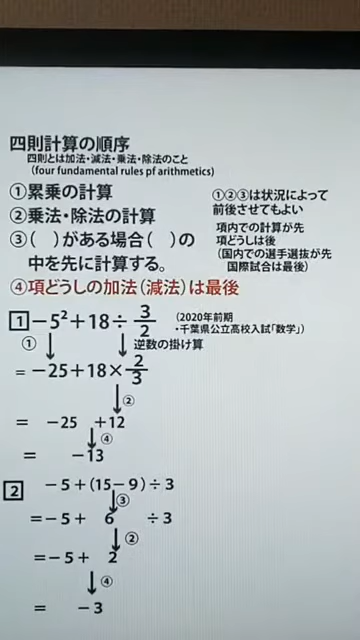 四則計算の順序
四則とは加法・減法・乗法・除法のこと
(four fundamental rules pf arithmetics)
①累乗の計算
②乗法・除法の計算
③( )がある場合( )の
中を先に計算する。
①②③は状況によって
前後させてもよい
項内での計算が先
項どうしは後
(国内での選手選抜が先
国際試合は最後)
④項どうしの加法(減法)は最後
1 −5²+18÷3/2
(2020年前期
・千葉県公立高校入試「数学」)
① 逆数の掛け算
= −25+18×2/3
②
= −25 +12
④
= −13
2 −5+(15−9)÷3
③
=−5+ 6 ÷3
②
=−5+ 2
④
= −3